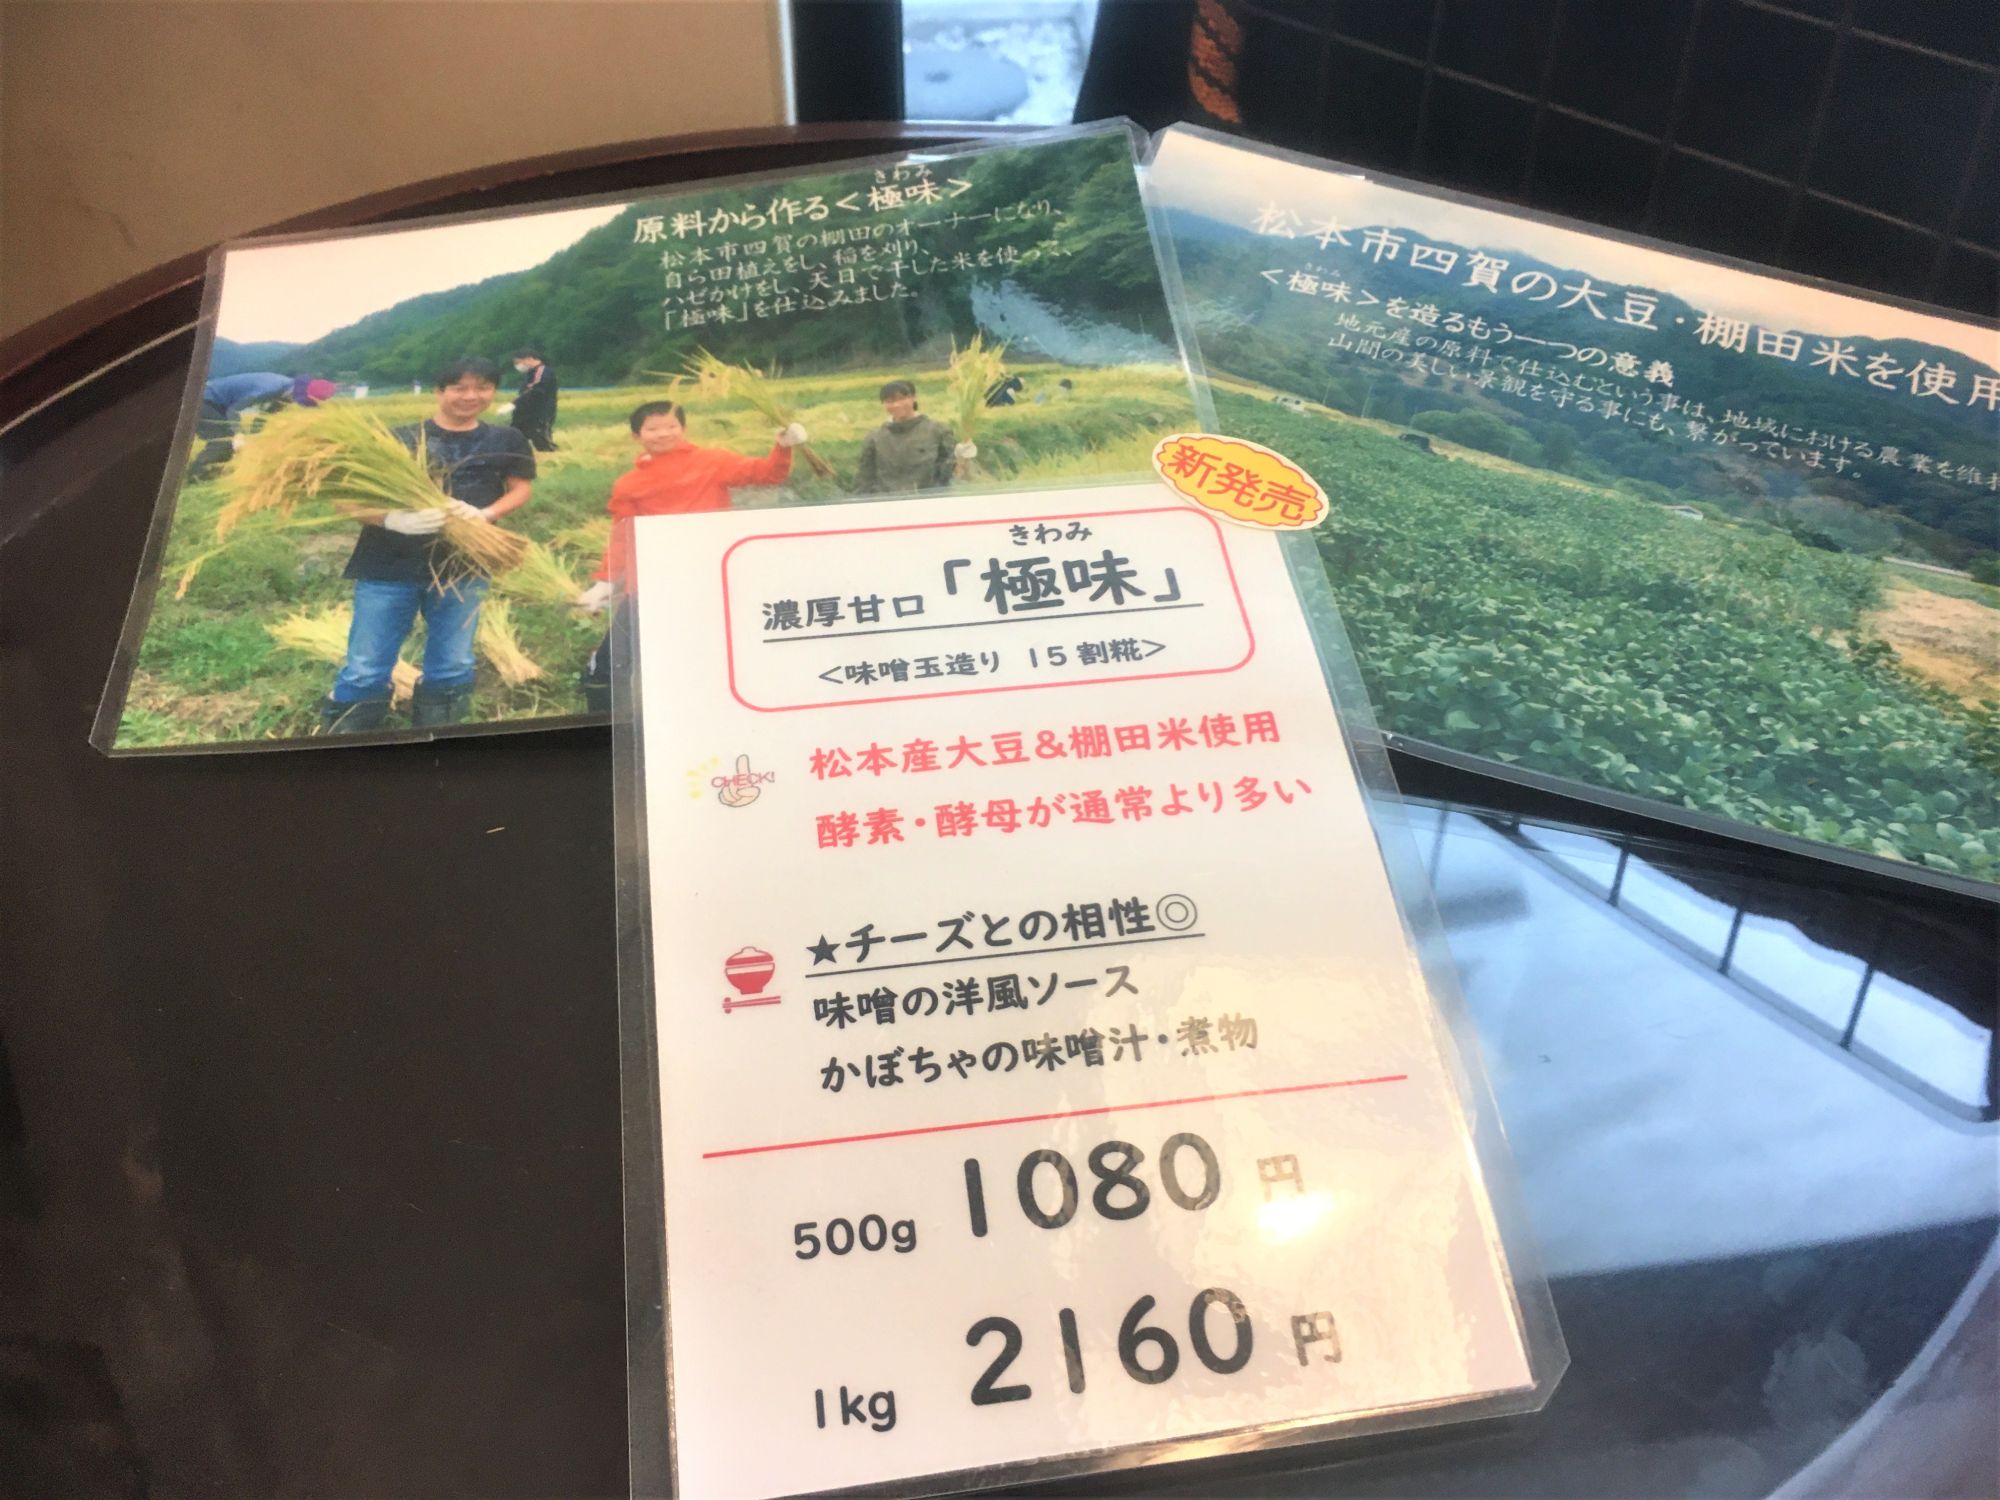 きわみ
原料から作る＜極味＞
松本市四賀の棚田のオーナーになり、
自ら田植えをし、稲を刈り、
ハゼかけをし、天日で干した米を使って、
「極味」を仕込みました。
松本市四賀の大豆・棚田米を使用
きわみ
＜極味＞を造るもう一つの意義
地元産の原料で仕込むという事は、地域における農業を維持
山間の美しい景観を守る事にも、繋がっています。
新発売
きわみ
濃厚甘口「極味」
＜味噌玉造り 15割糀＞
CHECK!
松本産大豆&棚田米使用
酵素・酵母が通常より多い
★チーズとの相性◎
味噌の洋風ソース
かぼちゃの味噌汁・煮物
500g 1080 円
1kg 2160 円